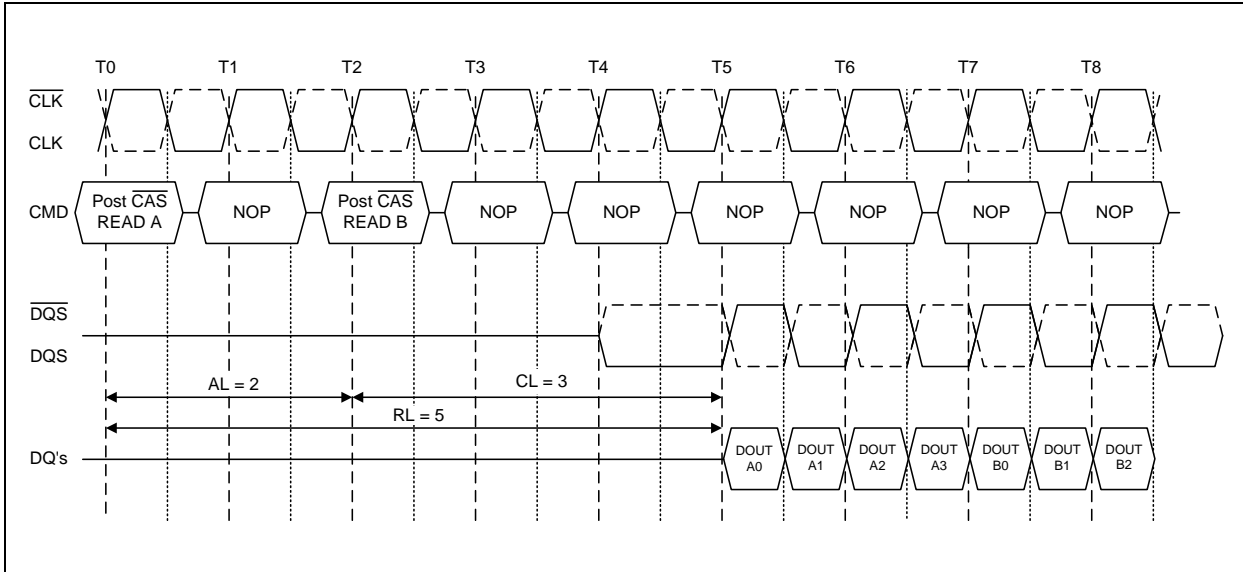 T0 T1 T2 T3 T4 T5 T6 T7 T8
CLK
CLK
CMD
Post CAS
READ A
NOP
Post CAS
READ B
NOP
NOP
NOP
NOP
NOP
NOP
DQS
DQS
AL = 2
CL = 3
RL = 5
DQ's
DOUT
A0
DOUT
A1
DOUT
A2
DOUT
A3
DOUT
B0
DOUT
B1
DOUT
B2